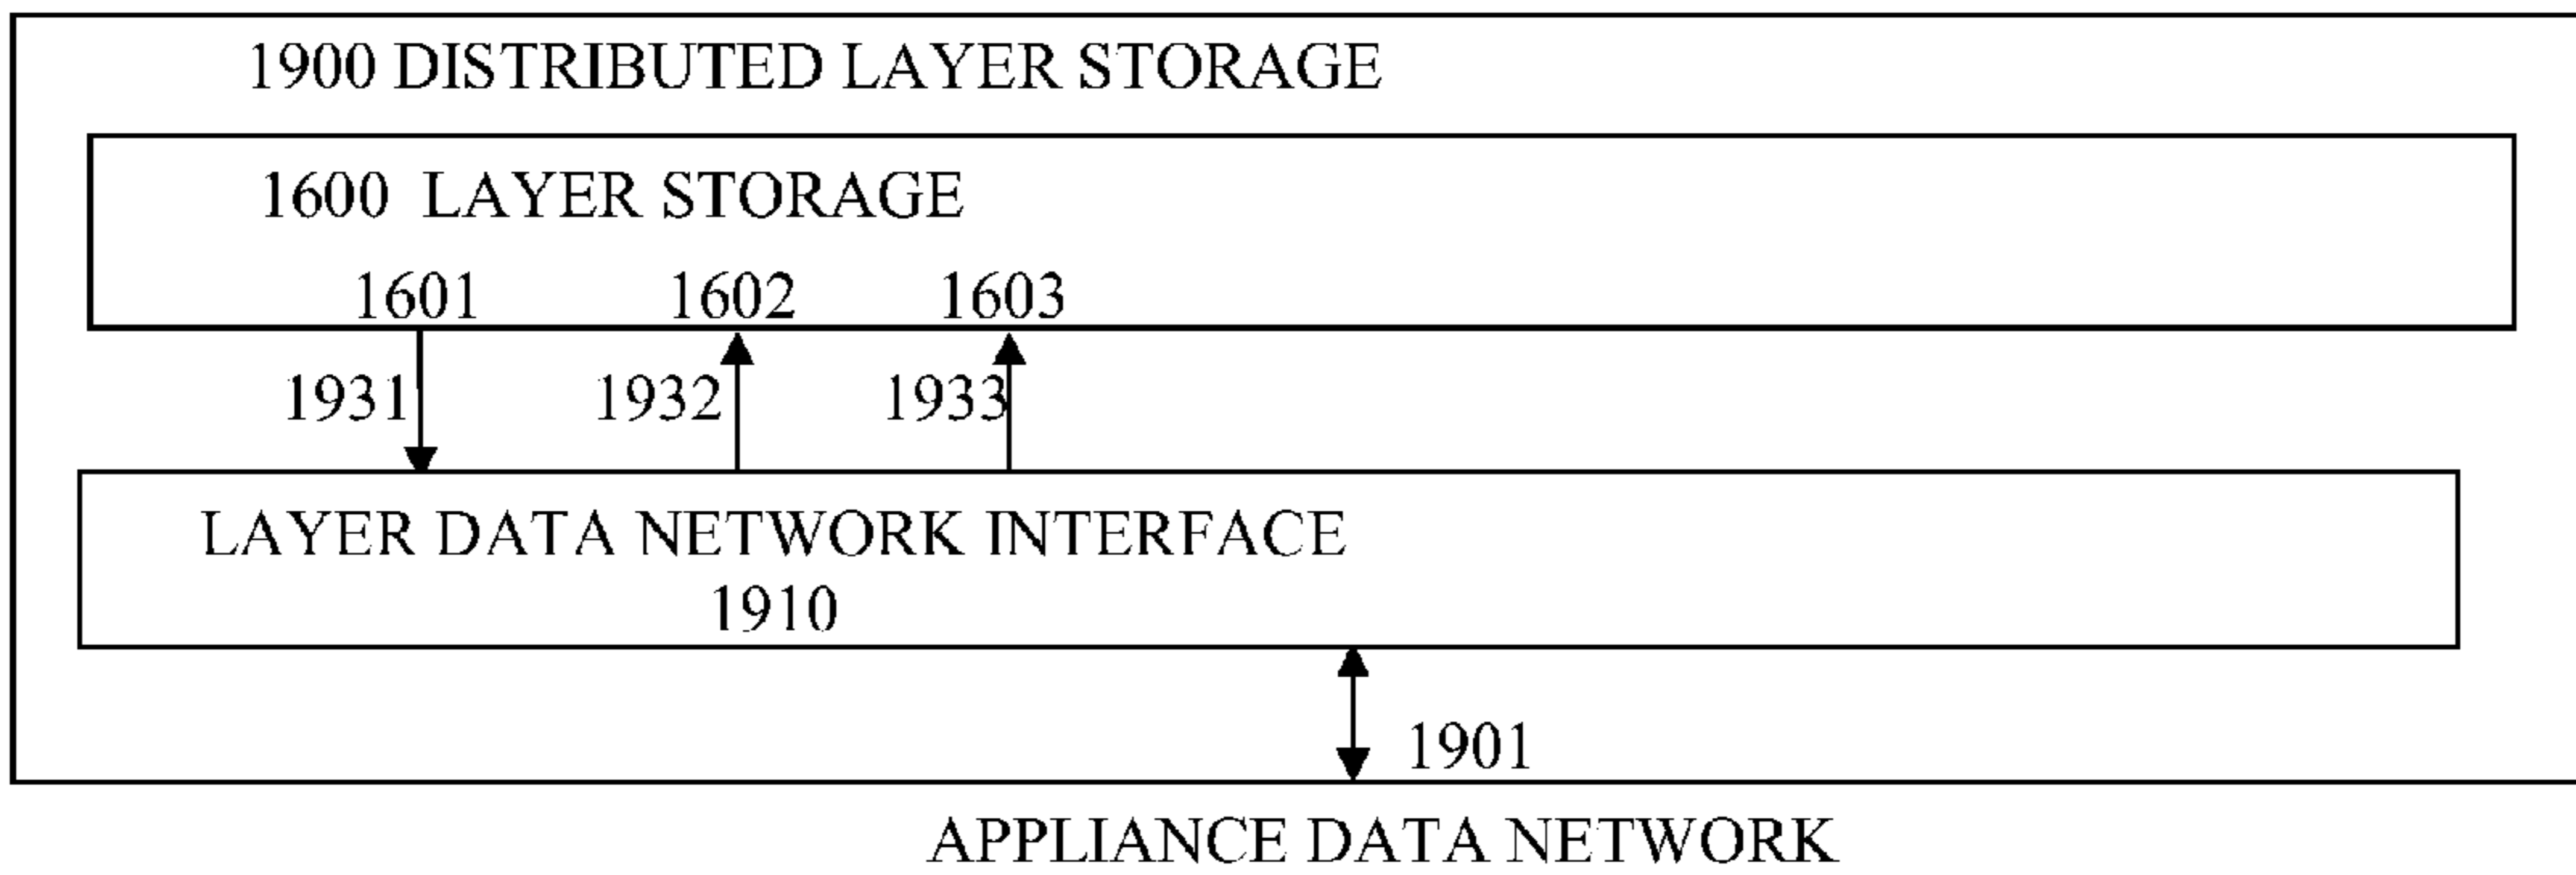 1900 DISTRIBUTED LAYER STORAGE
1600 LAYER STORAGE
1601 1602 1603
1931 1932 1933
LAYER DATA NETWORK INTERFACE
1910
1901
APPLIANCE DATA NETWORK